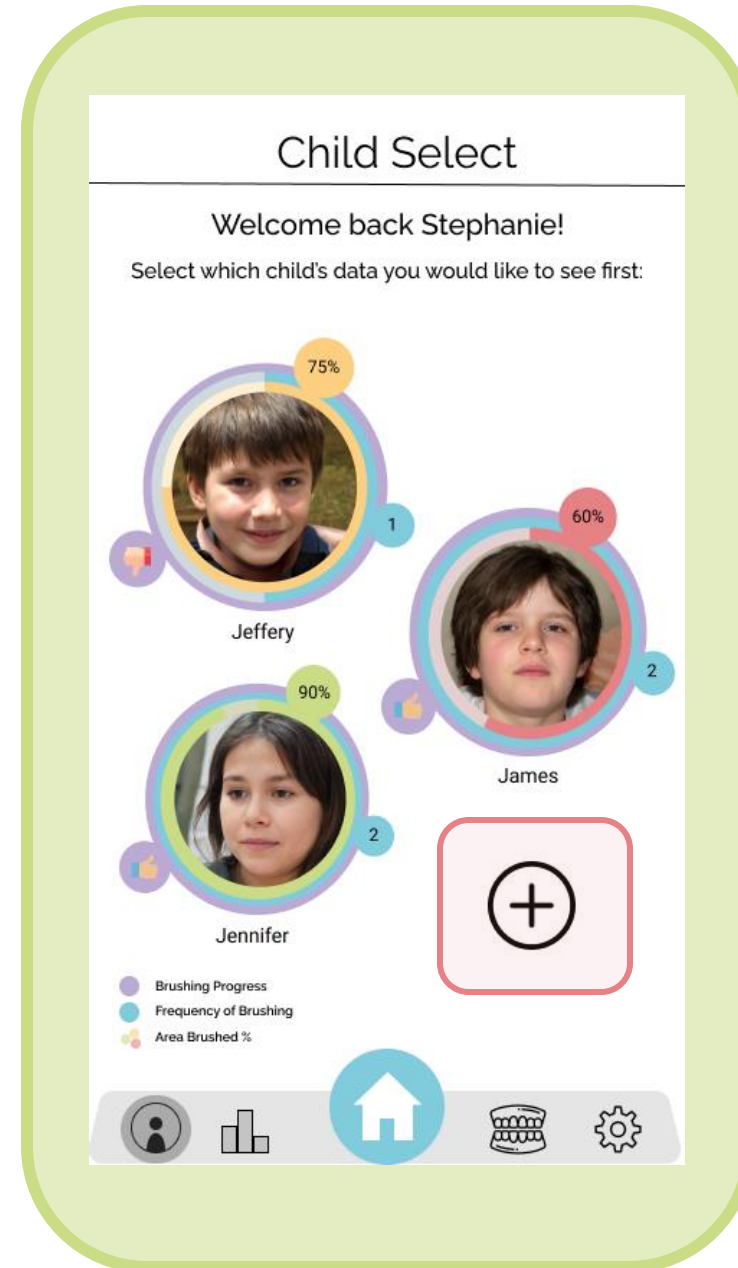 Child Select
Welcome back Stephanie!
Select which child's data you would like to see first:
75%
1
Jeffery
60%
2
James
90%
2
Jennifer
Brushing Progress
Frequency of Brushing
Area Brushed %